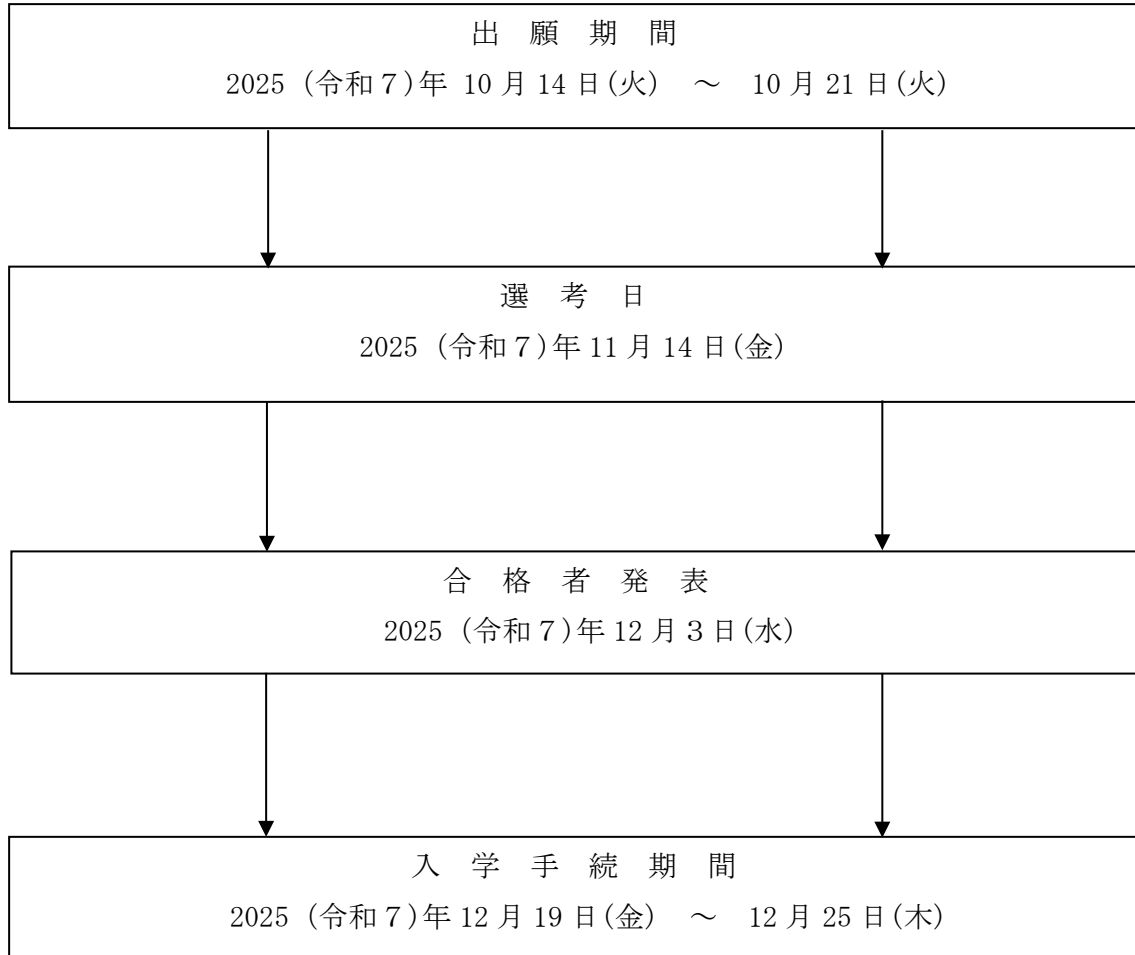 出 願 期 間
2025 (令和７)年 10 月 14 日(火) ～ 10 月 21 日(火)
選 考 日
2025 (令和７)年 11 月 14 日(金)
合 格 者 発 表
2025 (令和７)年 12 月 ３ 日(水)
入 学 手 続 期 間
2025 (令和７)年 12 月 19 日(金) ～ 12 月 25 日(木)